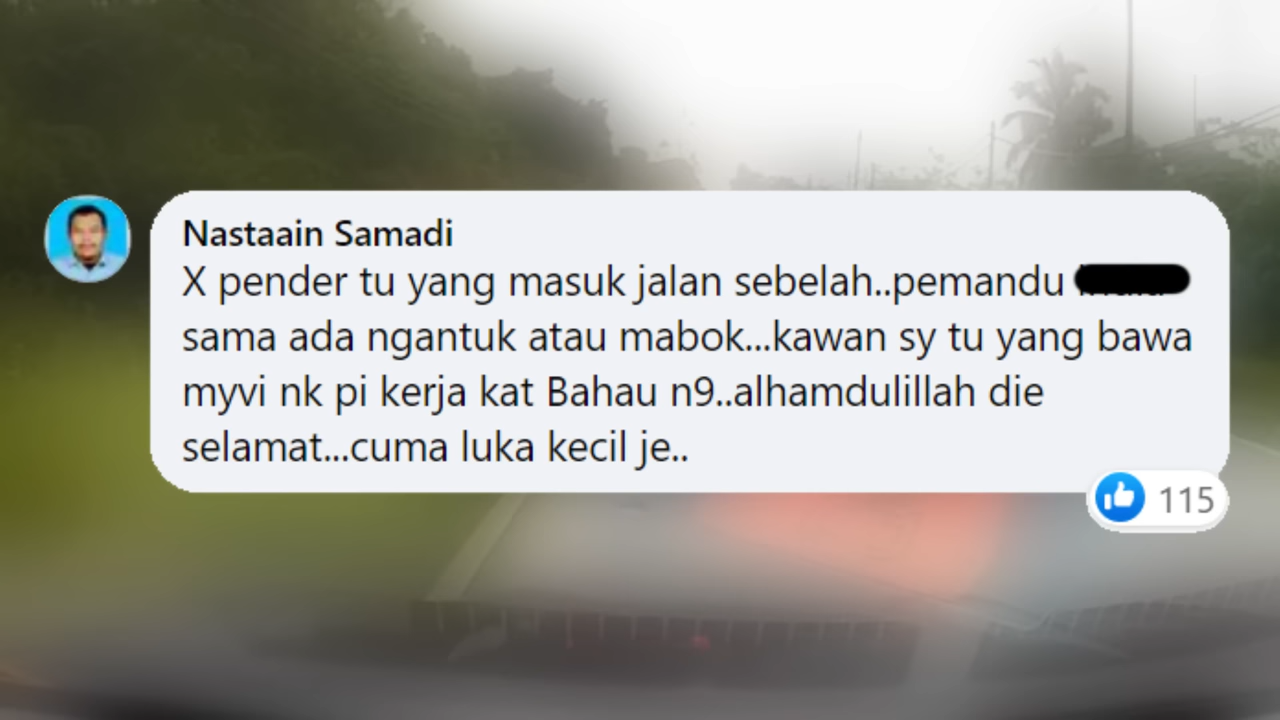 Nastaain Samadi
X pender tu yang masuk jalan sebelah..pemandu
sama ada ngantuk atau mabok...kawan sy tu yang bawa
myvi nk pi kerja kat Bahau n9..alhamdulillah die
selamat...cuma luka kecil je..
115